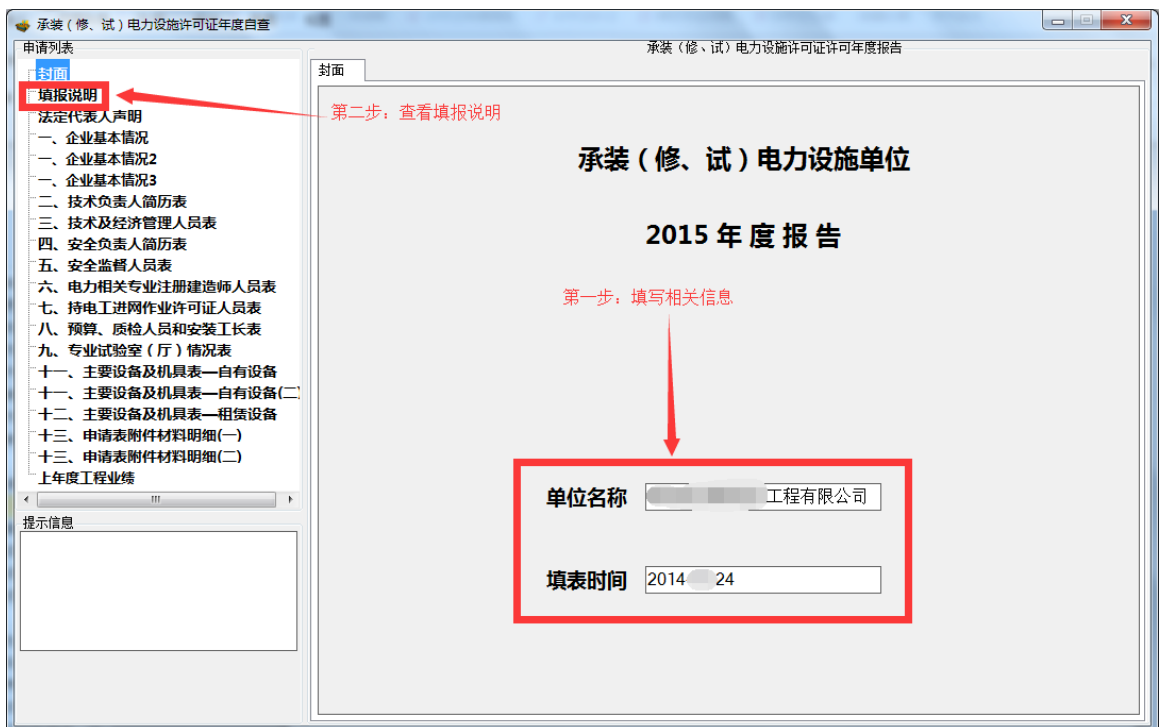 承装（修、试）电力设施许可证年度自查
申请列表
封面
填报说明
法定代表人声明
一、企业基本情况
一、企业基本情况2
一、企业基本情况3
二、技术负责人简历表
三、技术及经济管理人员表
四、安全负责人简历表
五、安全监督人员表
六、电力相关专业注册建造师人员表
七、持电工进网作业许可证人员表
八、预算、质检人员和安装工长表
九、专业试验室（厅）情况表
十一、主要设备及机具表—自有设备
十一、主要设备及机具表—自有设备(二)
十二、主要设备及机具表—租赁设备
十三、申请表附件材料明细(一)
十三、申请表附件材料明细(二)
上年度工程业绩
提示信息
承装（修、试）电力设施许可证许可年度报告
封面
第二步：查看填报说明
承装（修、试）电力设施单位
2015 年 度 报 告
第一步：填写相关信息
单位名称 工程有限公司
填表时间 2014 24